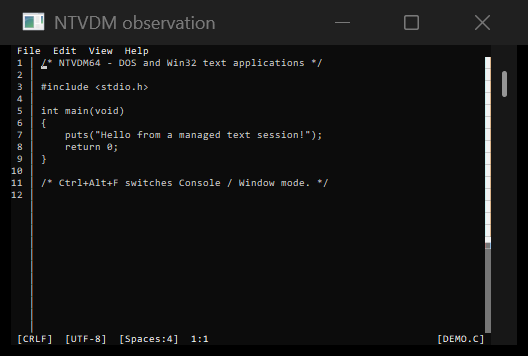 NTVDM observation
File  Edit  View  Help
1 /* NTVDM64 - DOS and Win32 text applications */
2
3 #include <stdio.h>
4
5 int main(void)
6 {
7     puts("Hello from a managed text session!");
8     return 0;
9 }
10
11 /* Ctrl+Alt+F switches Console / Window mode. */
12
[CRLF]  [UTF-8]  [Spaces:4]  1:1  [DEMO.C]